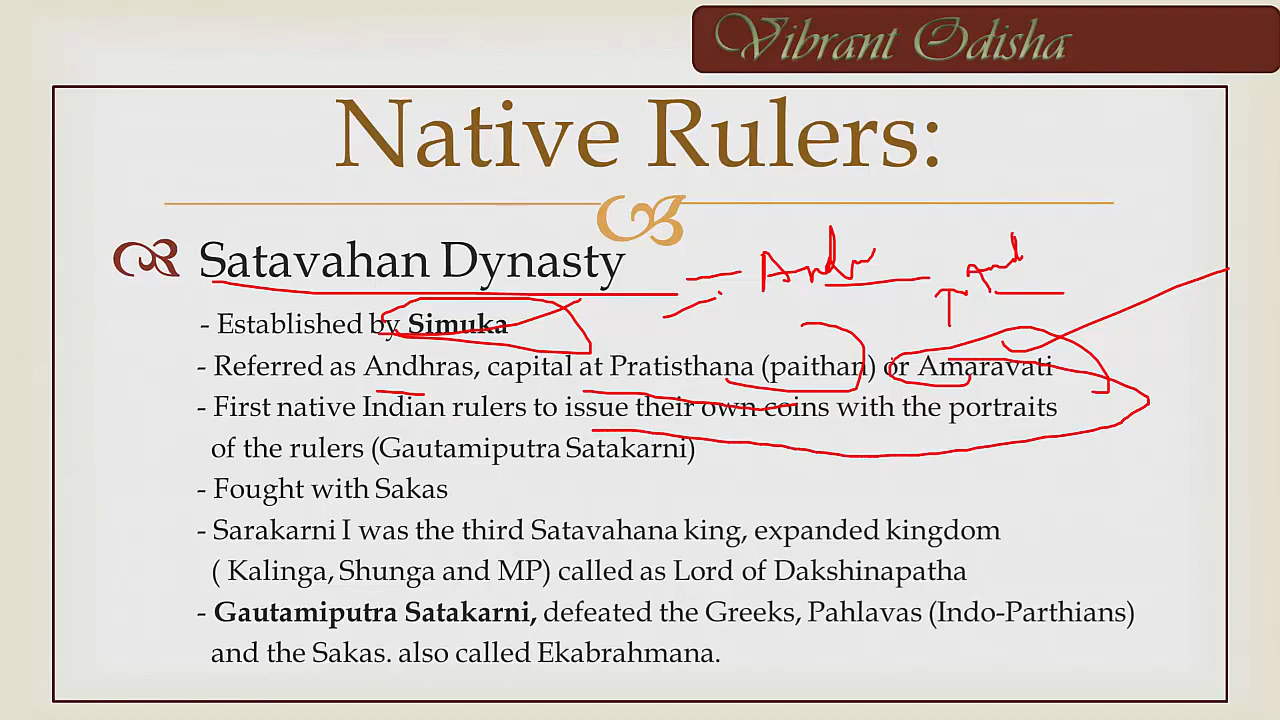 Vibrant Odisha
Native Rulers:
Satavahan Dynasty
- Established by Simuka
- Referred as Andhras, capital at Pratisthana (paithan) or Amaravati
- First native Indian rulers to issue their own coins with the portraits
of the rulers (Gautamiputra Satakarni)
- Fought with Sakas
- Sarakarni I was the third Satavahana king, expanded kingdom
( Kalinga, Shunga and MP) called as Lord of Dakshinapatha
- Gautamiputra Satakarni, defeated the Greeks, Pahlavas (Indo-Parthians)
and the Sakas. also called Ekabrahmana.